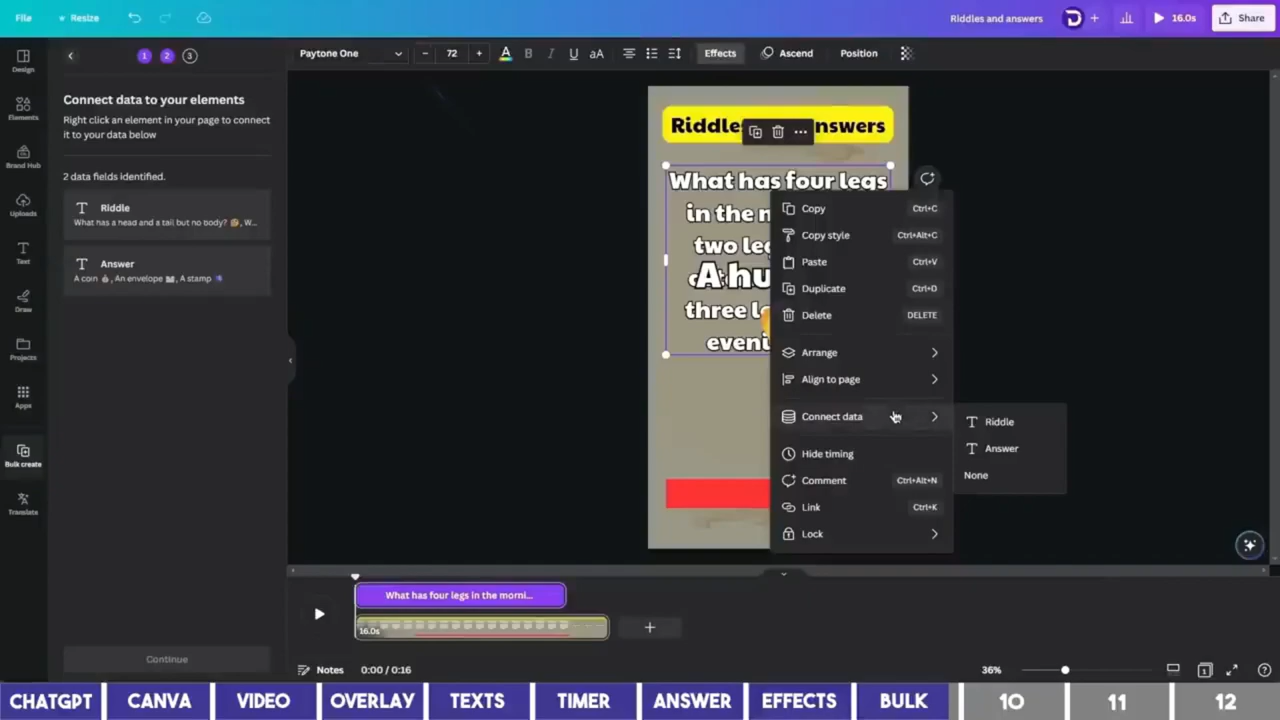 File
Resize
Riddles and answers
16.0s
Share
Design
Elements
Brand Hub
Uploads
Text
Draw
Projects
Apps
Bulk create
Translate
1 2 3
Connect data to your elements
Right click an element in your page to connect
it to your data below
2 data fields identified.
Riddle
What has a head and a tail but no body? 🤔, W...
Answer
A coin, An envelope, A stamp
Paytone One
72
A
B
I
U
aA
Effects
Ascend
Position
Riddle nswers
What has four legs
in the m
two leg
A hu
three l
eveni
Copy Ctrl+C
Copy style Ctrl+Alt+C
Paste Ctrl+V
Duplicate Ctrl+D
Delete DELETE
Arrange
Align to page
Connect data
Hide timing
Comment Ctrl+Alt+N
Link Ctrl+K
Lock
Riddle
Answer
None
What has four legs in the morni...
16.0s
Continue
Notes
0:00 / 0:16
36%
1
CHATGPT
CANVA
VIDEO
OVERLAY
TEXTS
TIMER
ANSWER
EFFECTS
BULK
10
11
12